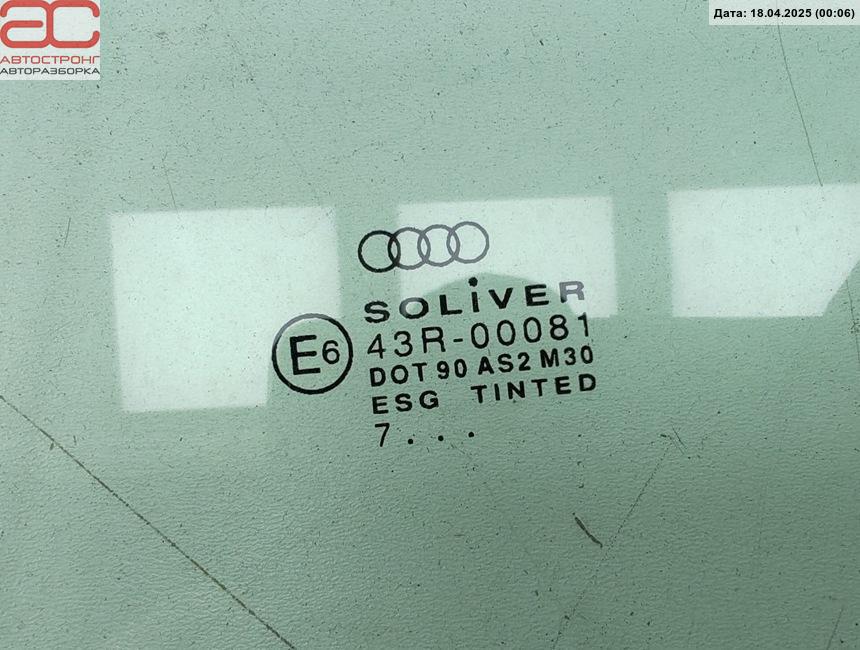 Дата: 18.04.2025 (00:06)
АВТОСТРОНГ
АВТОРАЗБОРКА
SOLiVER
E6
43R-00081
DOT 90 AS2 M30
ESG TINTED
7 . . .